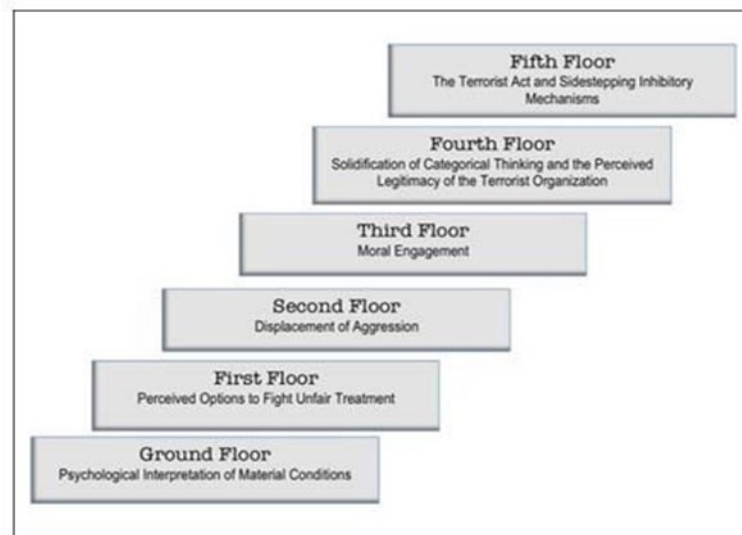 Fifth Floor
The Terrorist Act and Sidestepping Inhibitory
Mechanisms
Fourth Floor
Solidification of Categorical Thinking and the Perceived
Legitimacy of the Terrorist Organization
Third Floor
Moral Engagement
Second Floor
Displacement of Aggression
First Floor
Perceived Options to Fight Unfair Treatment
Ground Floor
Psychological Interpretation of Material Conditions